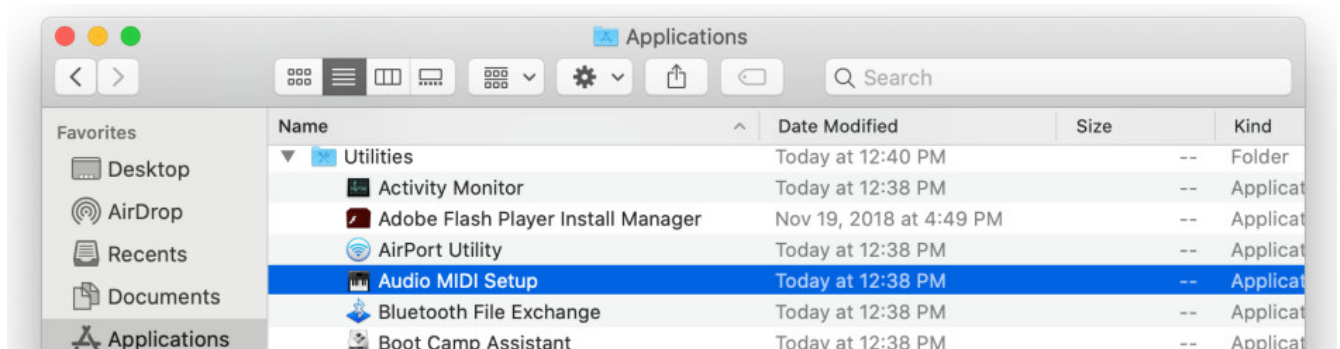 Applications
Search
Favorites
Desktop
AirDrop
Recents
Documents
Applications
Name Date Modified Size Kind
Utilities Today at 12:40 PM -- Folder
Activity Monitor Today at 12:38 PM -- Applicat
Adobe Flash Player Install Manager Nov 19, 2018 at 4:49 PM -- Applicat
AirPort Utility Today at 12:38 PM -- Applicat
Audio MIDI Setup Today at 12:38 PM -- Applicat
Bluetooth File Exchange Today at 12:38 PM -- Applicat
Boot Camp Assistant Today at 12:38 PM -- Applicat